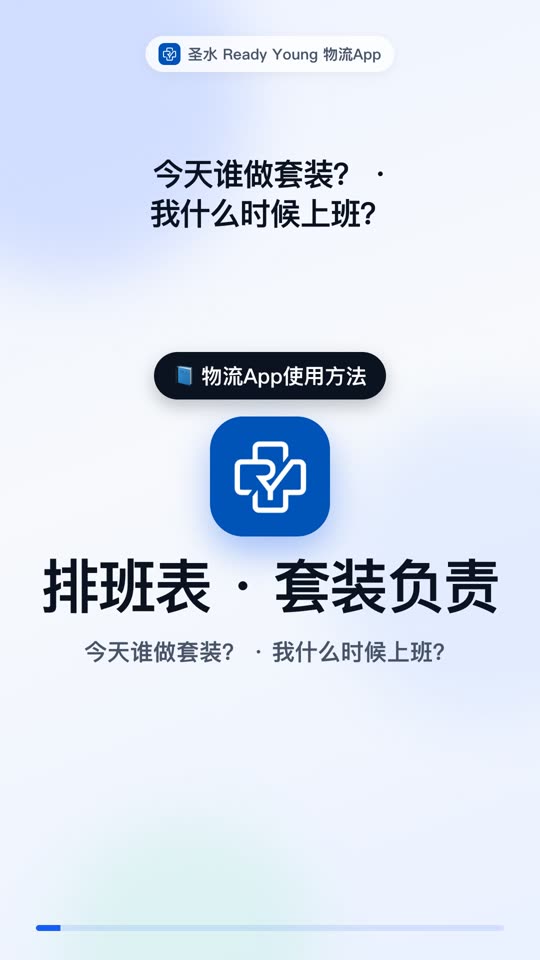 圣水 Ready Young 物流App
今天谁做套装？ ·
我什么时候上班？
📘 物流App使用方法
RY
排班表 · 套装负责
今天谁做套装？ · 我什么时候上班？